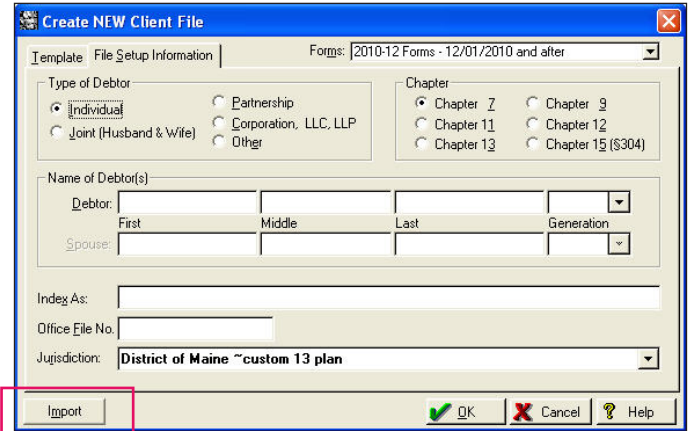 Create NEW Client File
Template File Setup Information Forms: 2010-12 Forms - 12/01/2010 and after
Type of Debtor
Individual
Joint (Husband & Wife)
Partnership
Corporation, LLC, LLP
Other
Chapter
Chapter 7 Chapter 9
Chapter 11 Chapter 12
Chapter 13 Chapter 15 (§304)
Name of Debtor(s)
Debtor:
First Middle Last Generation
Spouse:
Index As:
Office File No.
Jurisdiction: District of Maine ~custom 13 plan
Import OK Cancel ? Help